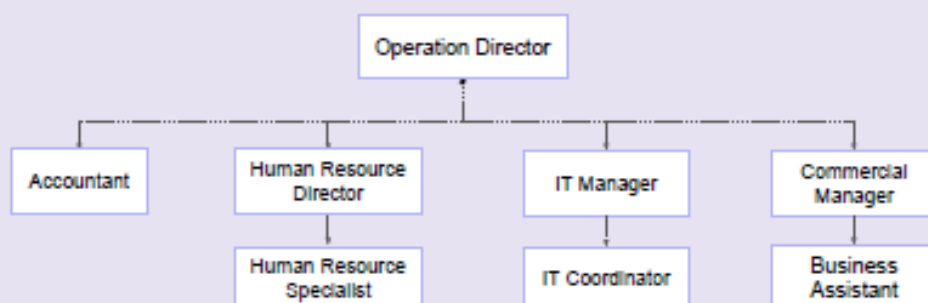 Operation Director
Accountant
Human Resource
Director
IT Manager
Commercial
Manager
Human Resource
Specialist
IT Coordinator
Business
Assistant